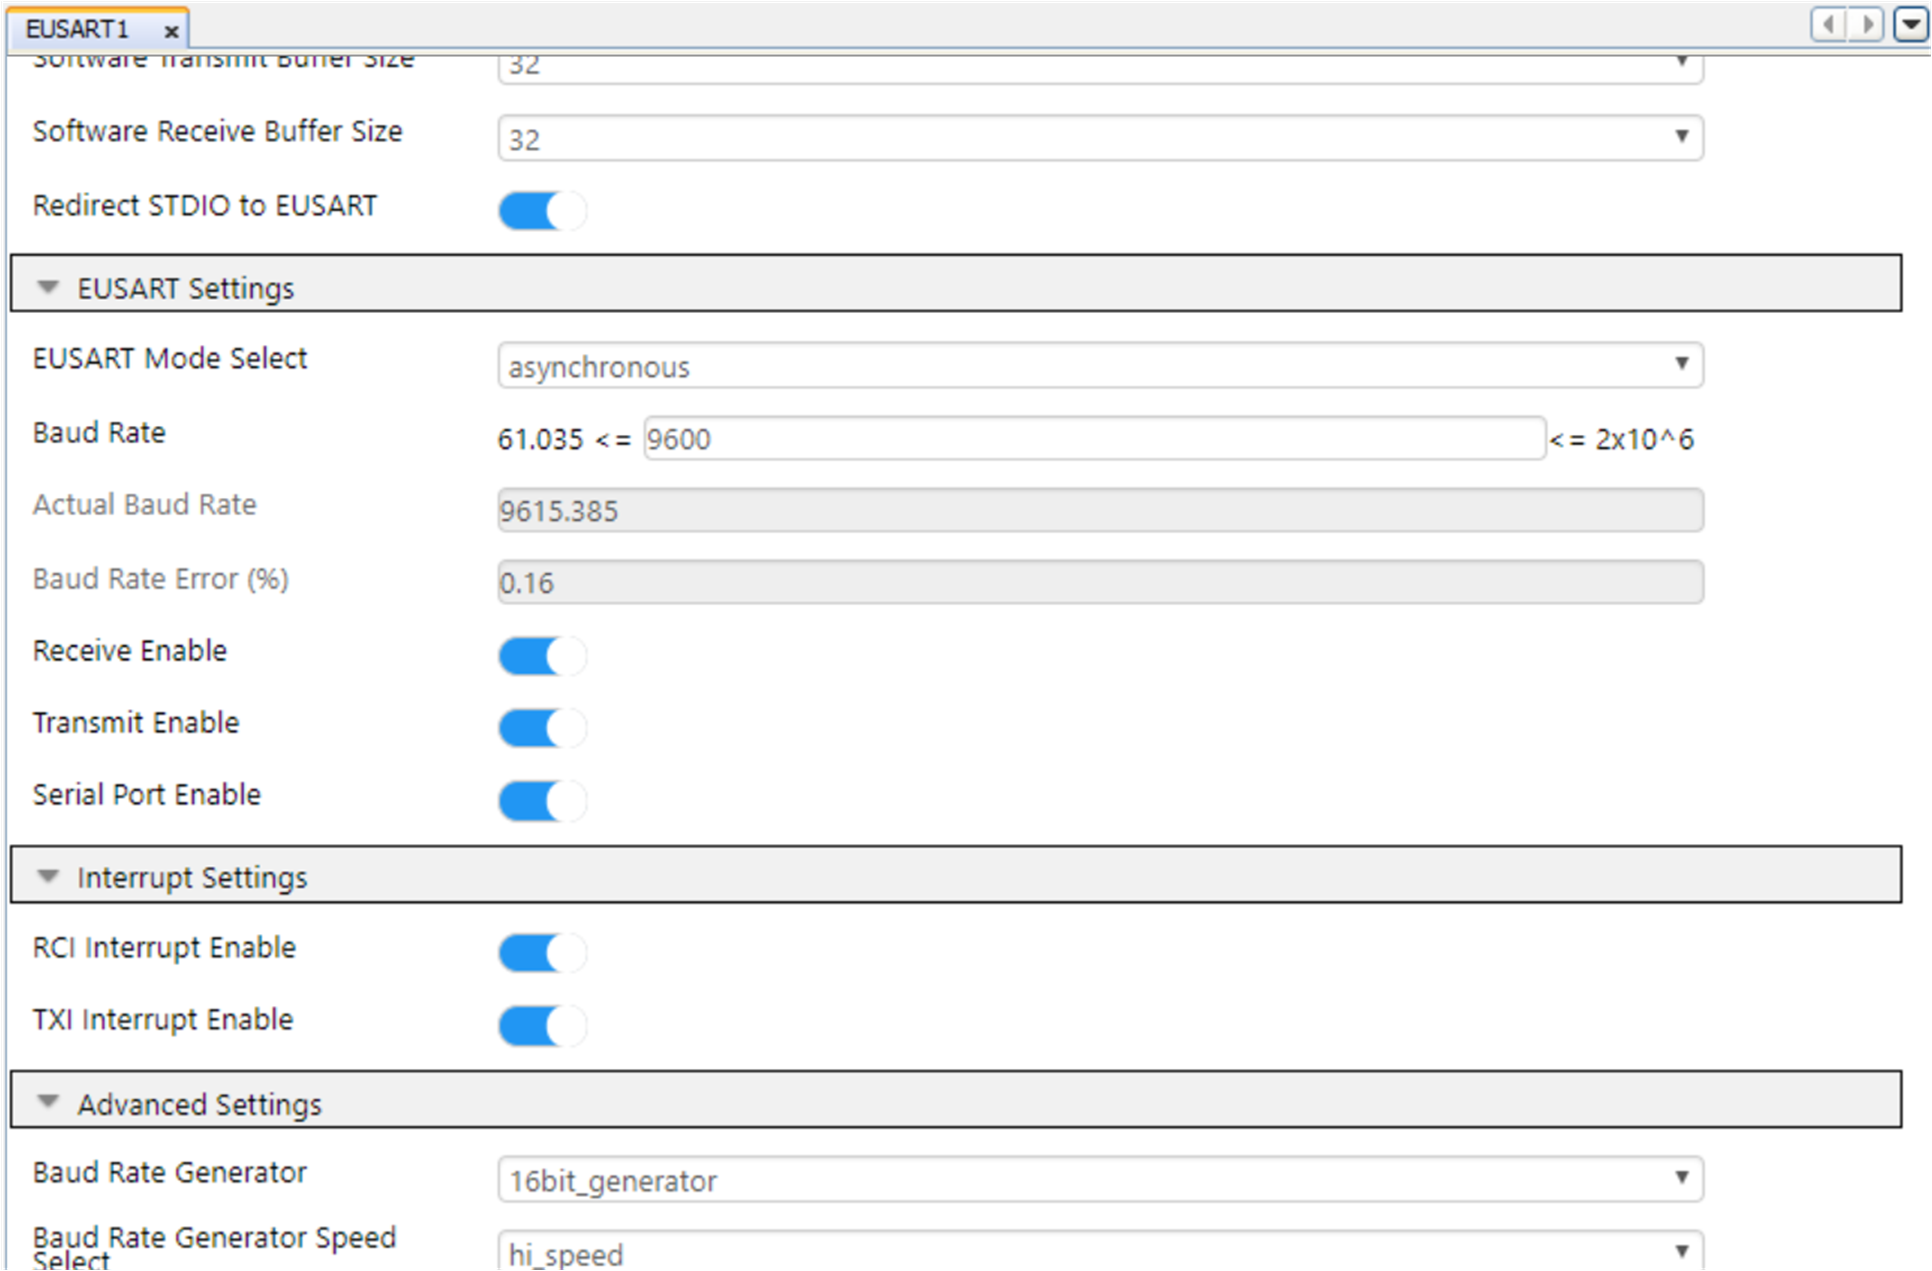 EUSART1 x
Software Transmit Buffer Size 32
Software Receive Buffer Size 32
Redirect STDIO to EUSART
EUSART Settings
EUSART Mode Select asynchronous
Baud Rate 61.035 <= 9600 <= 2x10^6
Actual Baud Rate 9615.385
Baud Rate Error (%) 0.16
Receive Enable
Transmit Enable
Serial Port Enable
Interrupt Settings
RCI Interrupt Enable
TXI Interrupt Enable
Advanced Settings
Baud Rate Generator 16bit_generator
Baud Rate Generator Speed
Select hi_speed